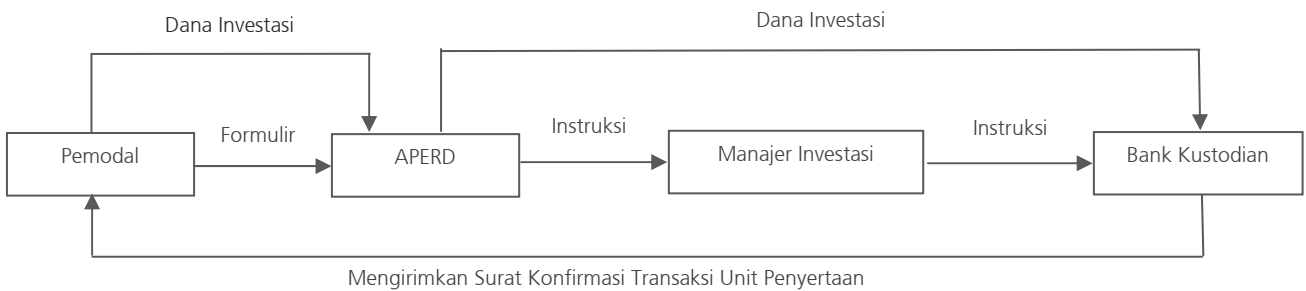 Dana Investasi
Dana Investasi
Formulir
Instruksi
Instruksi
Pemodal
APERD
Manajer Investasi
Bank Kustodian
Mengirimkan Surat Konfirmasi Transaksi Unit Penyertaan